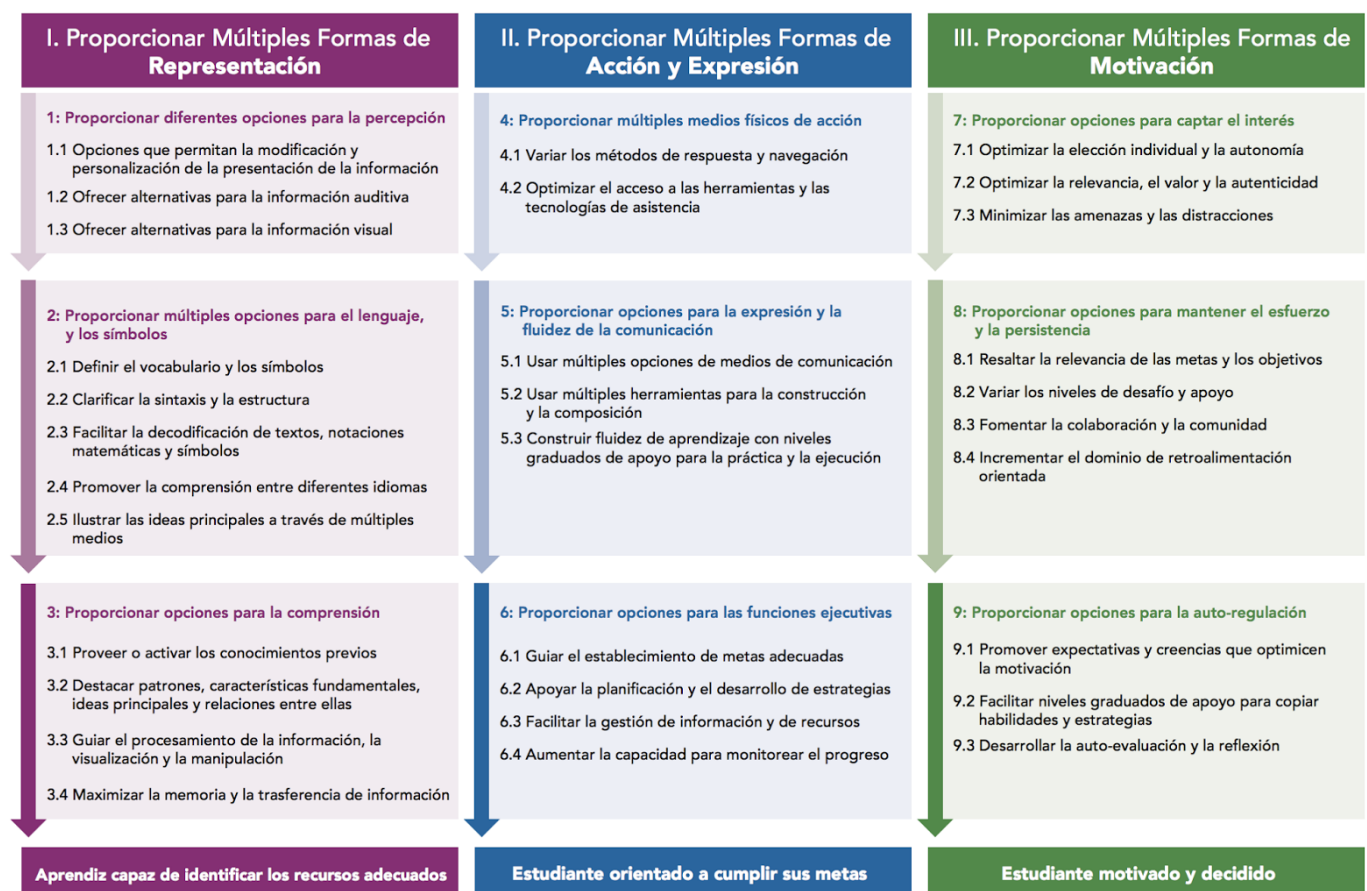 I. Proporcionar Múltiples Formas de
Representación
1: Proporcionar diferentes opciones para la percepción
1.1 Opciones que permitan la modificación y
personalización de la presentación de la información
1.2 Ofrecer alternativas para la información auditiva
1.3 Ofrecer alternativas para la información visual
2: Proporcionar múltiples opciones para el lenguaje,
y los símbolos
2.1 Definir el vocabulario y los símbolos
2.2 Clarificar la sintaxis y la estructura
2.3 Facilitar la decodificación de textos, notaciones
matemáticas y símbolos
2.4 Promover la comprensión entre diferentes idiomas
2.5 Ilustrar las ideas principales a través de múltiples
medios
3: Proporcionar opciones para la comprensión
3.1 Proveer o activar los conocimientos previos
3.2 Destacar patrones, características fundamentales,
ideas principales y relaciones entre ellas
3.3 Guiar el procesamiento de la información, la
visualización y la manipulación
3.4 Maximizar la memoria y la trasferencia de información
Aprendiz capaz de identificar los recursos adecuados
II. Proporcionar Múltiples Formas de
Acción y Expresión
4: Proporcionar múltiples medios físicos de acción
4.1 Variar los métodos de respuesta y navegación
4.2 Optimizar el acceso a las herramientas y las
tecnologías de asistencia
5: Proporcionar opciones para la expresión y la
fluidez de la comunicación
5.1 Usar múltiples opciones de medios de comunicación
5.2 Usar múltiples herramientas para la construcción
y la composición
5.3 Construir fluidez de aprendizaje con niveles
graduados de apoyo para la práctica y la ejecución
6: Proporcionar opciones para las funciones ejecutivas
6.1 Guiar el establecimiento de metas adecuadas
6.2 Apoyar la planificación y el desarrollo de estrategias
6.3 Facilitar la gestión de información y de recursos
6.4 Aumentar la capacidad para monitorear el progreso
Estudiante orientado a cumplir sus metas
III. Proporcionar Múltiples Formas de
Motivación
7: Proporcionar opciones para captar el interés
7.1 Optimizar la elección individual y la autonomía
7.2 Optimizar la relevancia, el valor y la autenticidad
7.3 Minimizar las amenazas y las distracciones
8: Proporcionar opciones para mantener el esfuerzo
y la persistencia
8.1 Resaltar la relevancia de las metas y los objetivos
8.2 Variar los niveles de desafío y apoyo
8.3 Fomentar la colaboración y la comunidad
8.4 Incrementar el dominio de retroalimentación
orientada
9: Proporcionar opciones para la auto-regulación
9.1 Promover expectativas y creencias que optimicen
la motivación
9.2 Facilitar niveles graduados de apoyo para copiar
habilidades y estrategias
9.3 Desarrollar la auto-evaluación y la reflexión
Estudiante motivado y decidido